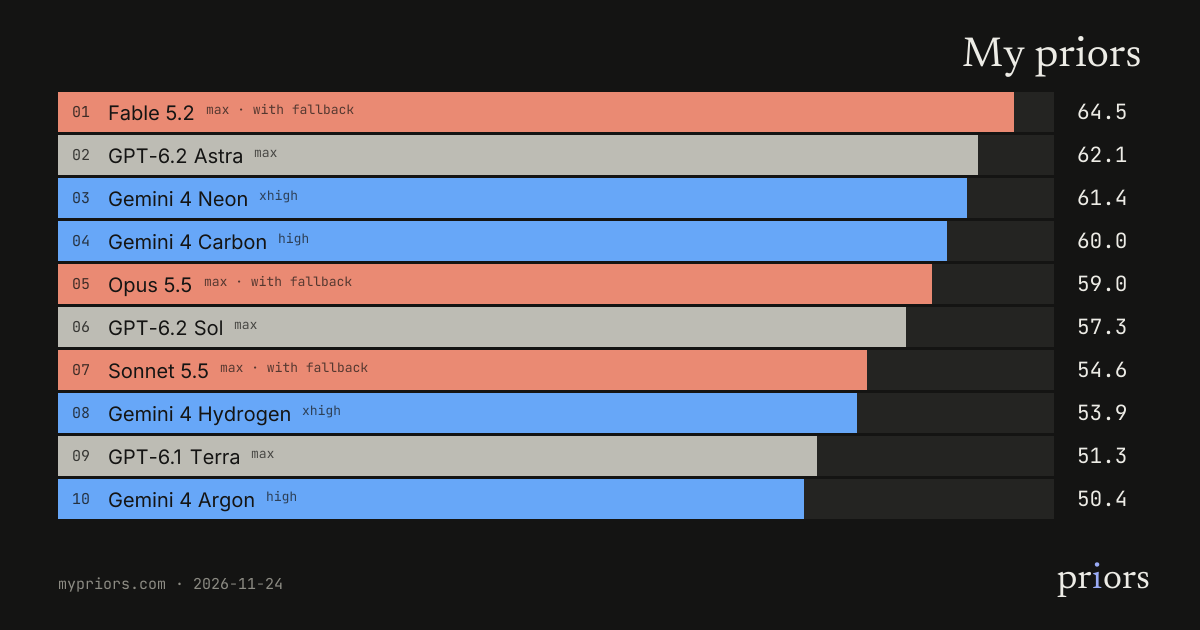 My priors
01 Fable 5.2 max · with fallback 64.5
02 GPT-6.2 Astra max 62.1
03 Gemini 4 Neon xhigh 61.4
04 Gemini 4 Carbon high 60.0
05 Opus 5.5 max · with fallback 59.0
06 GPT-6.2 Sol max 57.3
07 Sonnet 5.5 max · with fallback 54.6
08 Gemini 4 Hydrogen xhigh 53.9
09 GPT-6.1 Terra max 51.3
10 Gemini 4 Argon high 50.4
mypriors.com · 2026-11-24
priors